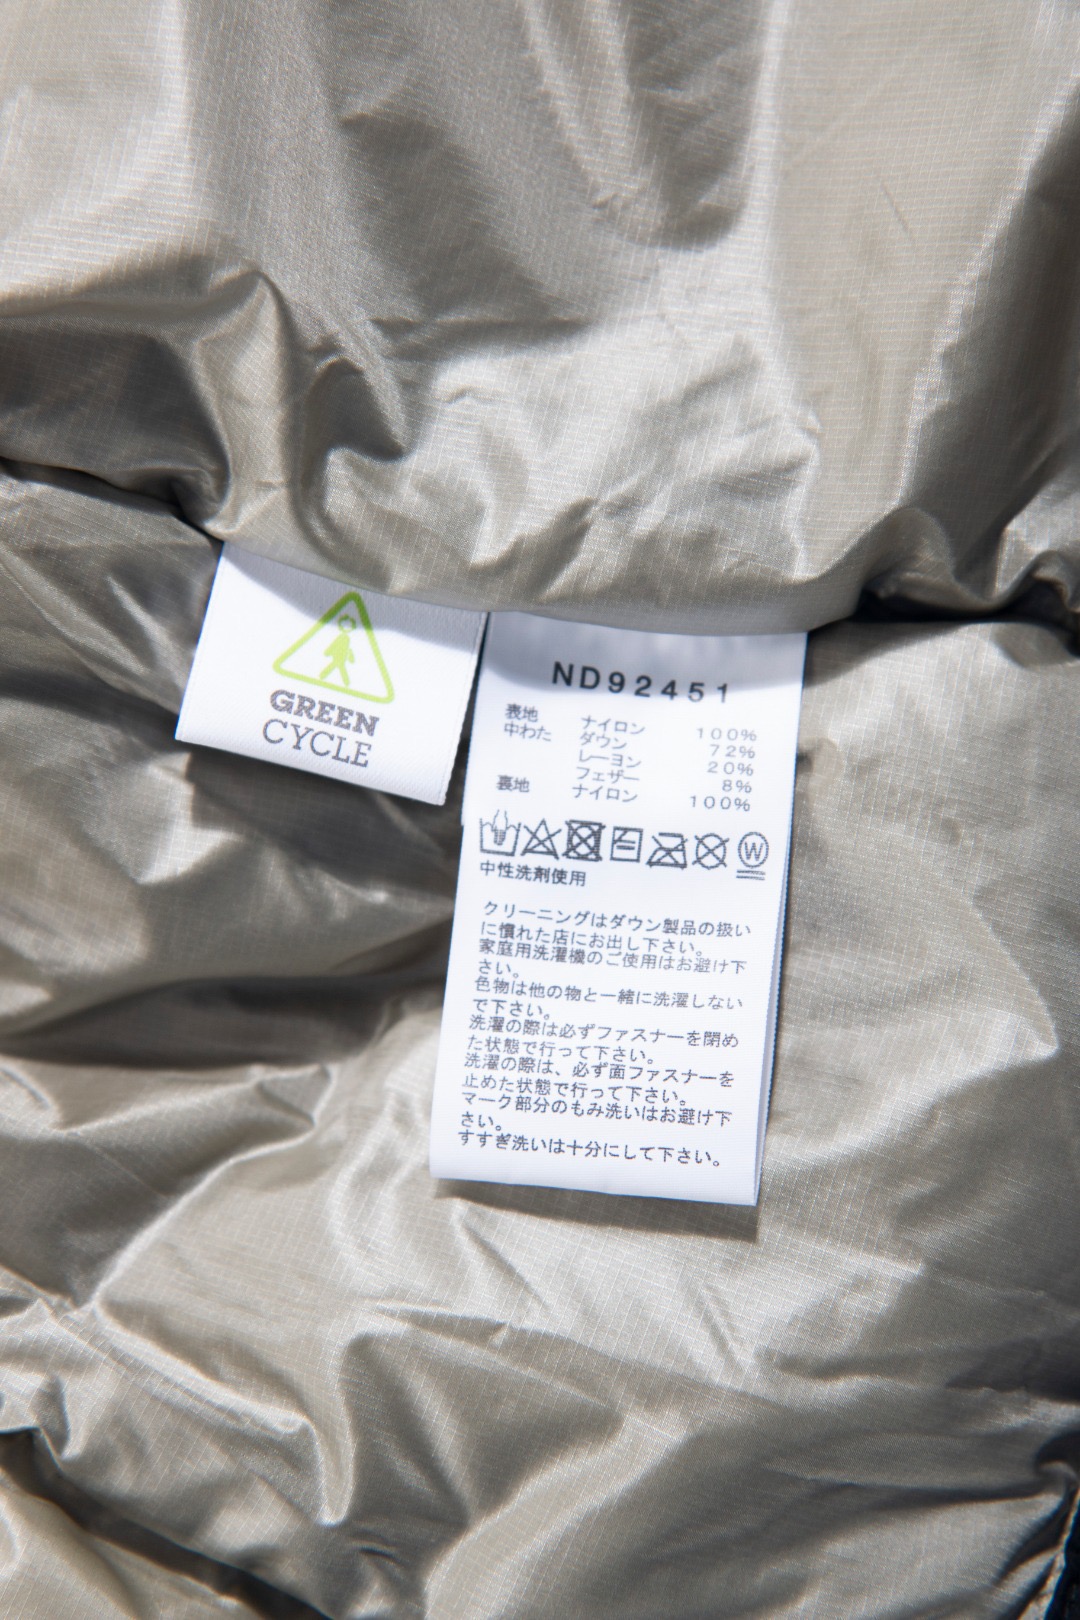 GREEN
CYCLE
ND92451
表地 ナイロン 100%
中わた ダウン 72%
レーヨン 20%
フェザー 8%
裏地 ナイロン 100%
W
中性洗剤使用
クリーニングはダウン製品の扱い
に慣れた店にお出し下さい。
家庭用洗濯機のご使用はお避け下
さい。
色物は他の物と一緒に洗濯しない
で下さい。
洗濯の際は必ずファスナーを閉め
た状態で行って下さい。
洗濯の際は、必ず面ファスナーを
止めた状態で行って下さい。
マーク部分のもみ洗いはお避け下
さい。
すすぎ洗いは十分にして下さい。